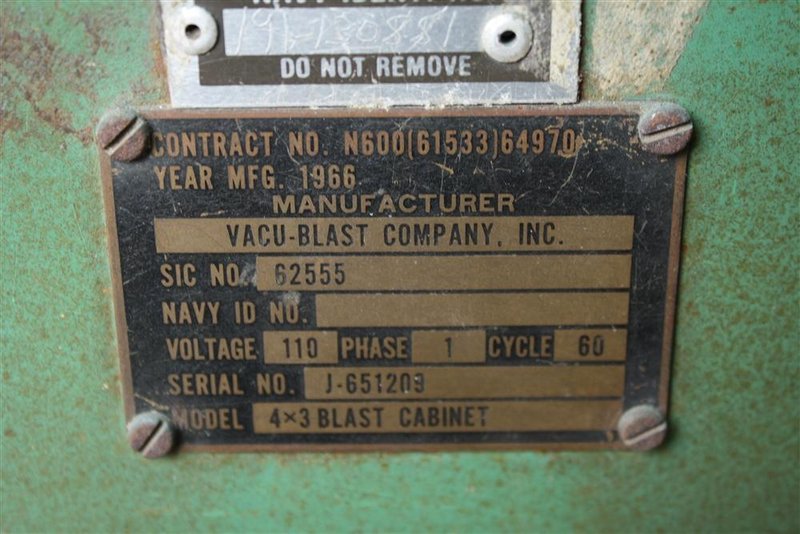 DO NOT REMOVE
CONTRACT NO. N600(61533)64970
YEAR MFG. 1966
MANUFACTURER
VACU-BLAST COMPANY, INC.
SIC NO. 62555
NAVY ID NO.
VOLTAGE 110 PHASE 1 CYCLE 60
SERIAL NO. J-651203
MODEL 4×3 BLAST CABINET